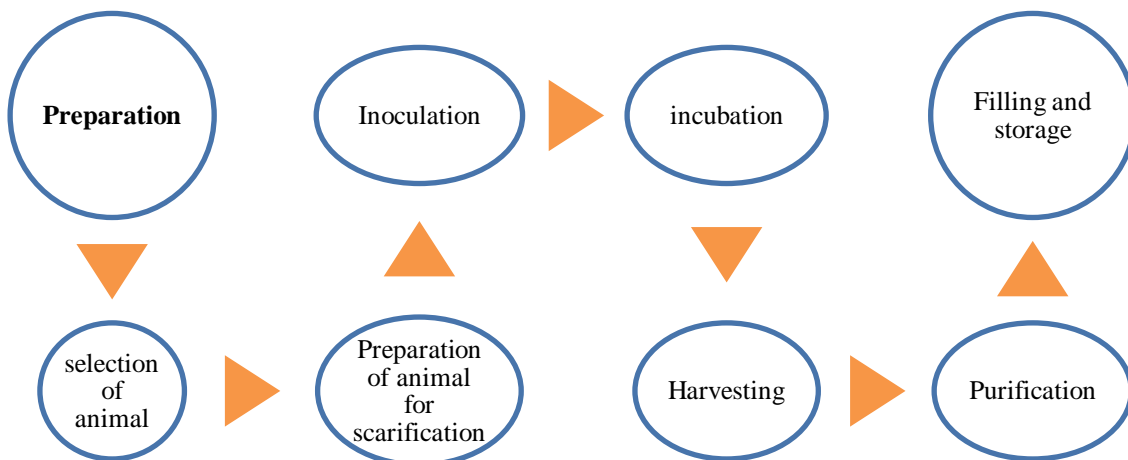 Preparation
selection
of
animal
Preparation
of animal
for
scarification
Inoculation
incubation
Harvesting
Purification
Filling and
storage